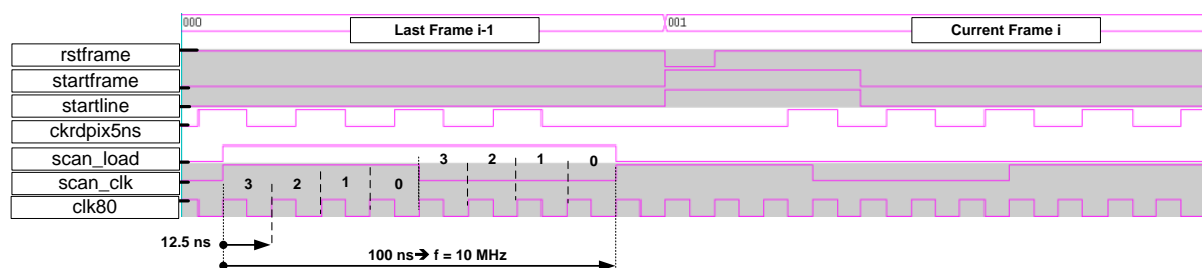 000 001
Last Frame i-1 Current Frame i
rstframe
startframe
startline
ckrdpix5ns
scan_load 3 2 1 0
scan_clk 3 2 1 0
clk80
12.5 ns
100 ns➔ f = 10 MHz